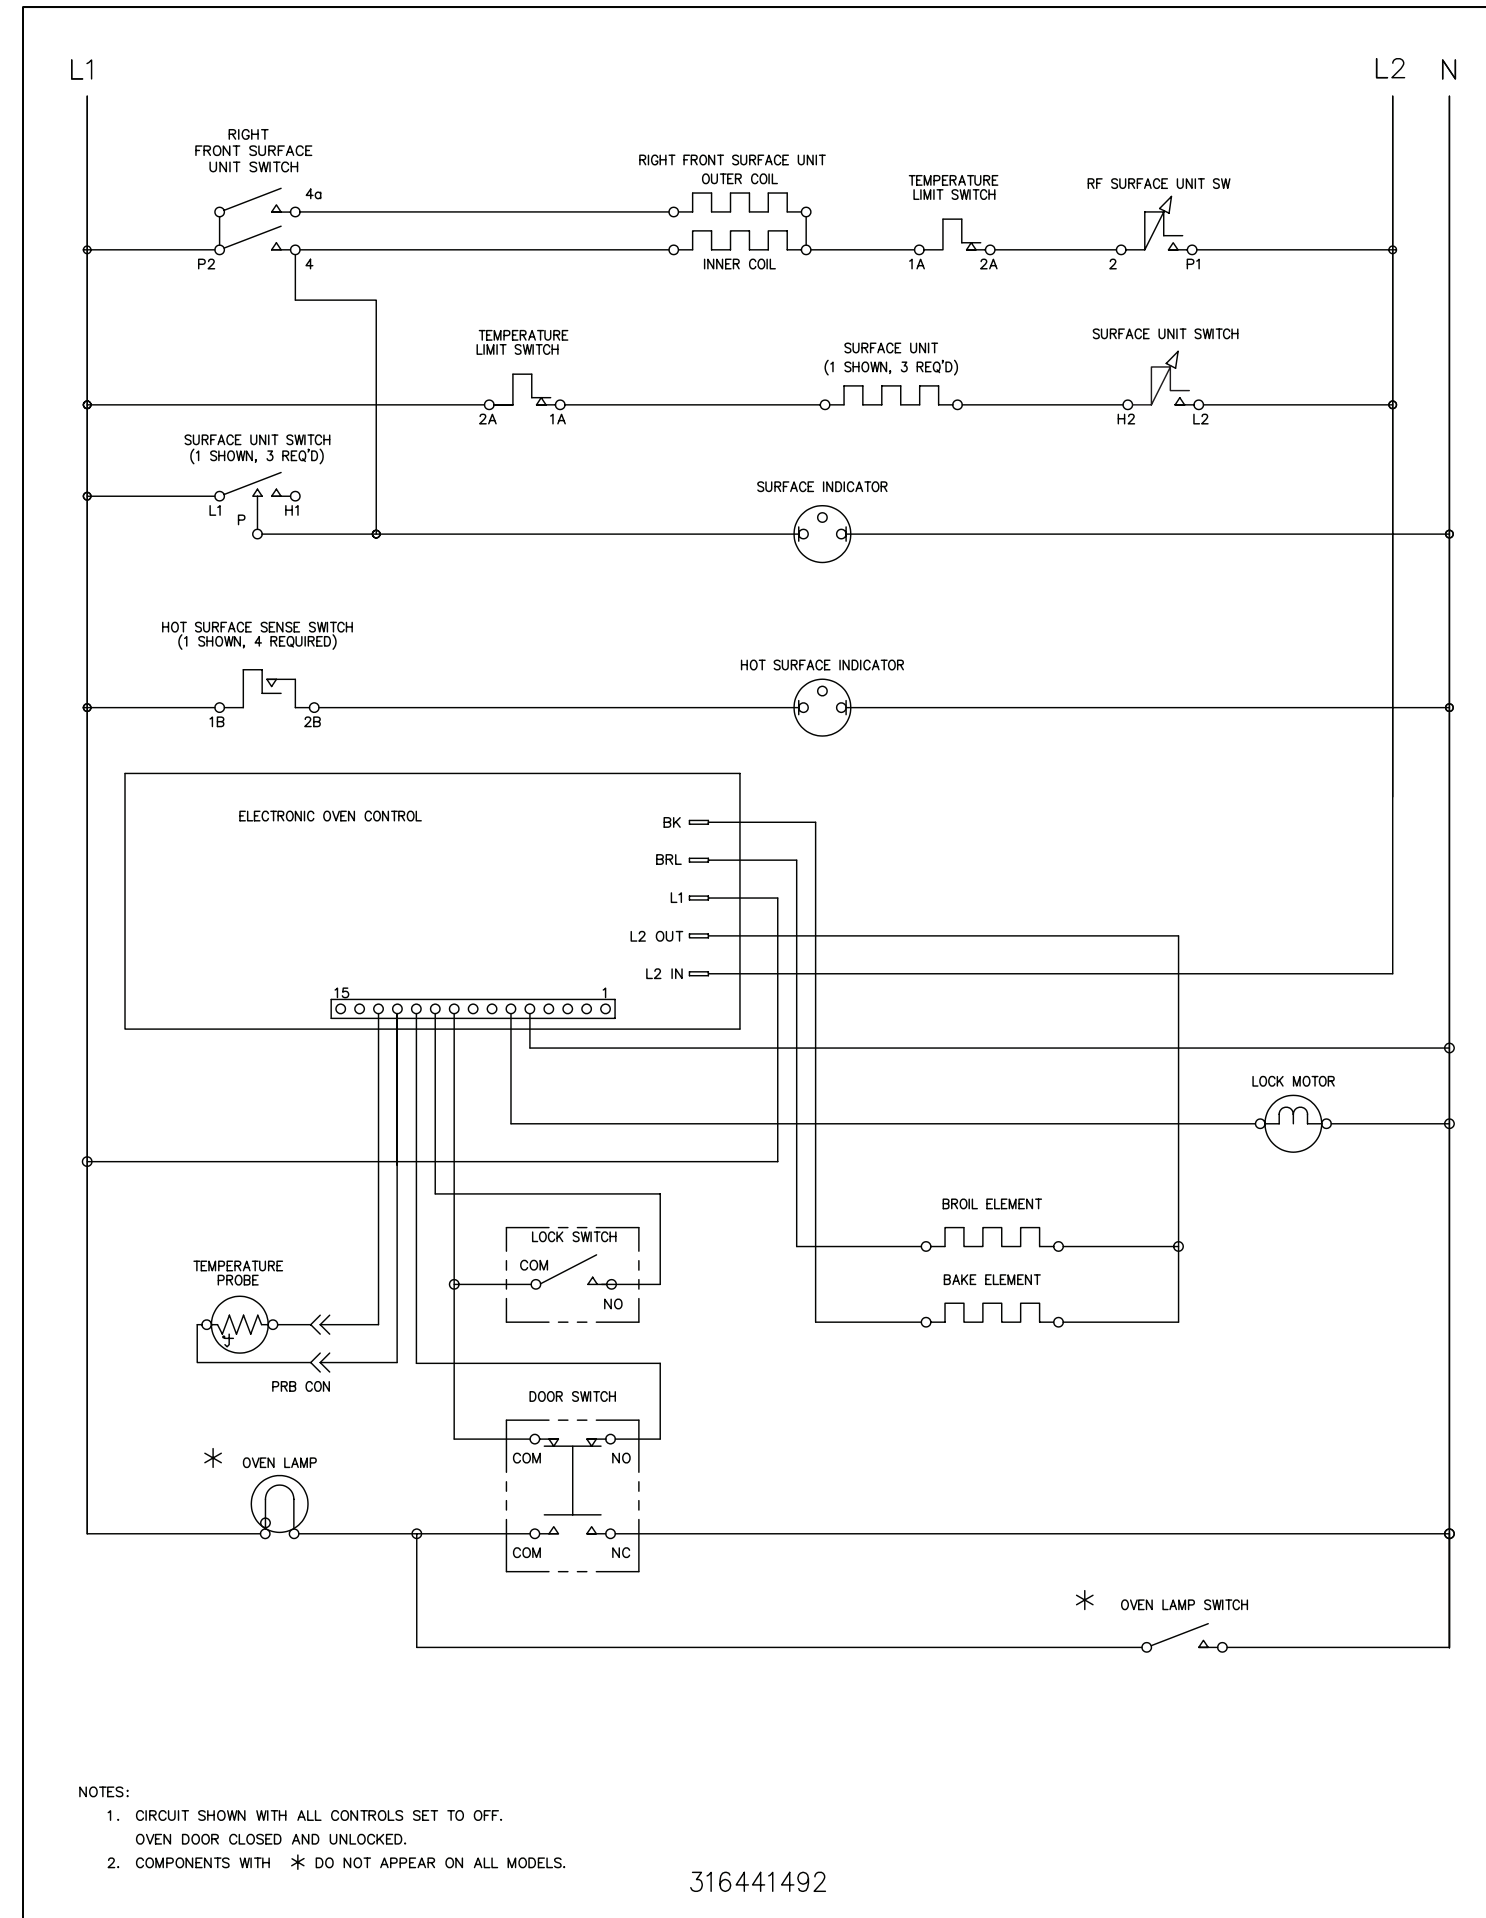 L1
L2 N
RIGHT
FRONT SURFACE
UNIT SWITCH
4a
P2
4
RIGHT FRONT SURFACE UNIT
OUTER COIL
INNER COIL
TEMPERATURE
LIMIT SWITCH
1A
2A
RF SURFACE UNIT SW
2
P1
TEMPERATURE
LIMIT SWITCH
2A
1A
SURFACE UNIT
(1 SHOWN, 3 REQ'D)
SURFACE UNIT SWITCH
H2
L2
SURFACE UNIT SWITCH
(1 SHOWN, 3 REQ'D)
L1
P
H1
SURFACE INDICATOR
HOT SURFACE SENSE SWITCH
(1 SHOWN, 4 REQUIRED)
1B
2B
HOT SURFACE INDICATOR
ELECTRONIC OVEN CONTROL
BK
BRL
L1
L2 OUT
L2 IN
15
1
LOCK MOTOR
BROIL ELEMENT
BAKE ELEMENT
LOCK SWITCH
COM
NO
TEMPERATURE
PROBE
PRB CON
DOOR SWITCH
COM
NO
COM
NC
* OVEN LAMP
* OVEN LAMP SWITCH
NOTES:
1. CIRCUIT SHOWN WITH ALL CONTROLS SET TO OFF.
OVEN DOOR CLOSED AND UNLOCKED.
2. COMPONENTS WITH * DO NOT APPEAR ON ALL MODELS.
316441492